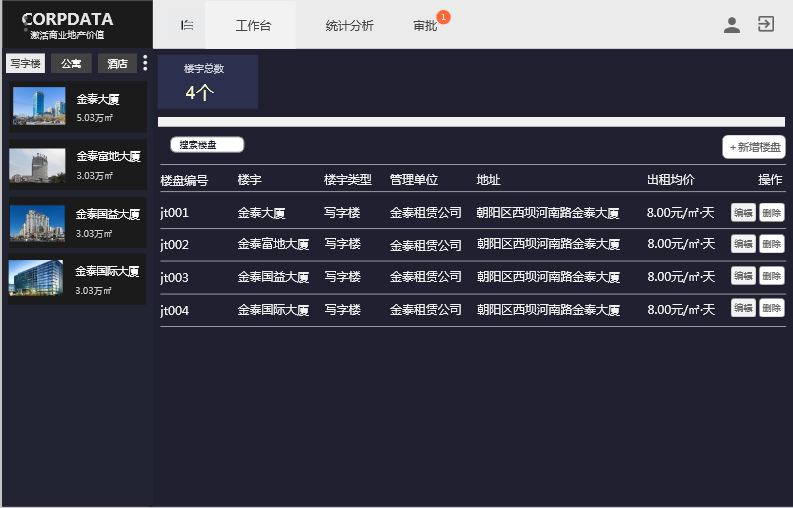 CORPDATA
激活商业地产价值
工作台
统计分析
审批
1
写字楼 公寓 酒店
金泰大厦
5.03万㎡
金泰富地大厦
3.03万㎡
金泰国益大厦
3.03万㎡
金泰国际大厦
3.03万㎡
楼宇总数
4个
搜索楼盘
+新增楼盘
楼盘编号 楼宇 楼宇类型 管理单位 地址 出租均价 操作
jt001 金泰大厦 写字楼 金泰租赁公司 朝阳区西坝河南路金泰大厦 8.00元/㎡·天 编辑 删除
jt002 金泰富地大厦 写字楼 金泰租赁公司 朝阳区西坝河南路金泰大厦 8.00元/㎡·天 编辑 删除
jt003 金泰国益大厦 写字楼 金泰租赁公司 朝阳区西坝河南路金泰大厦 8.00元/㎡·天 编辑 删除
jt004 金泰国际大厦 写字楼 金泰租赁公司 朝阳区西坝河南路金泰大厦 8.00元/㎡·天 编辑 删除